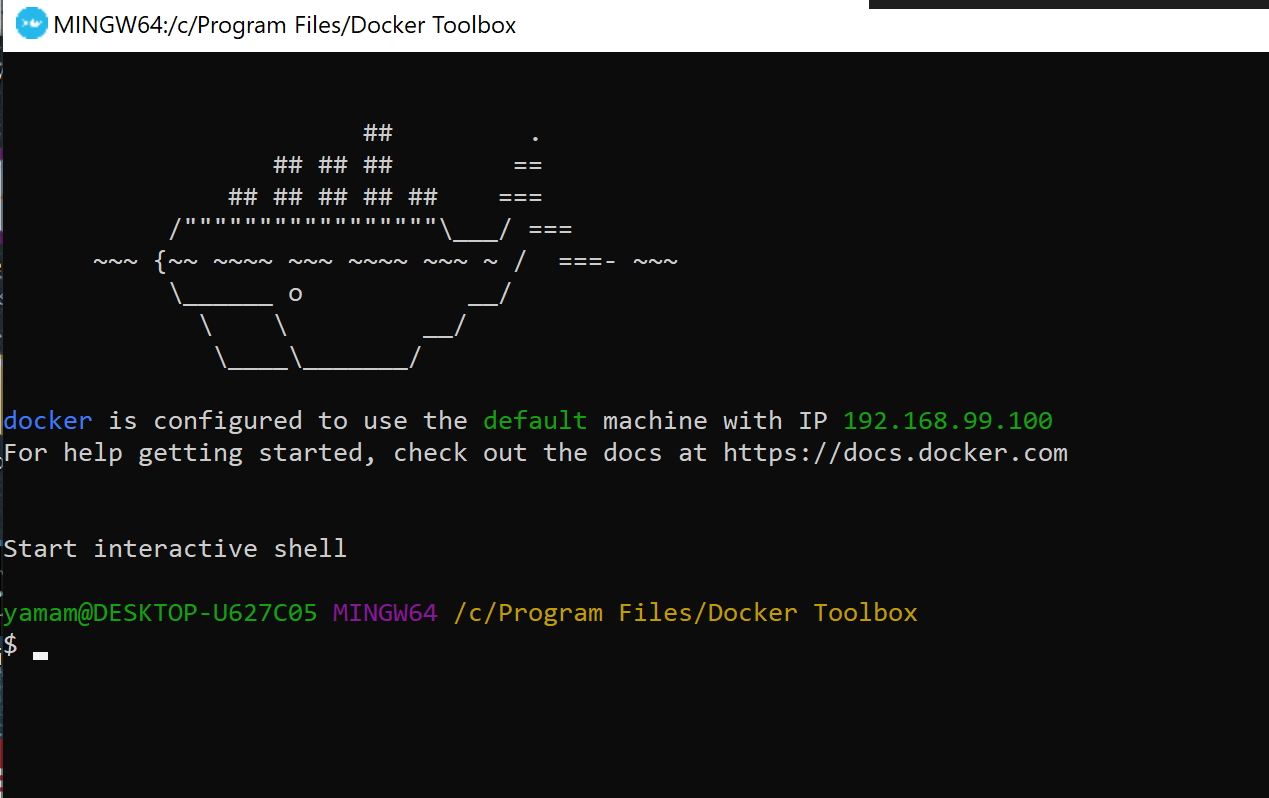 MINGW64:/c/Program Files/Docker Toolbox
                        ##         .
                  ## ## ##        ==
               ## ## ## ## ##    ===
           /"""""""""""""""""\___/ ===
      ~~~ {~~ ~~~~ ~~~ ~~~~ ~~~ ~ /  ===- ~~~
           \______ o           __/
             \    \         __/
              \____\_______/
docker is configured to use the default machine with IP 192.168.99.100
For help getting started, check out the docs at https://docs.docker.com
Start interactive shell
yamam@DESKTOP-U627C05 MINGW64 /c/Program Files/Docker Toolbox
$